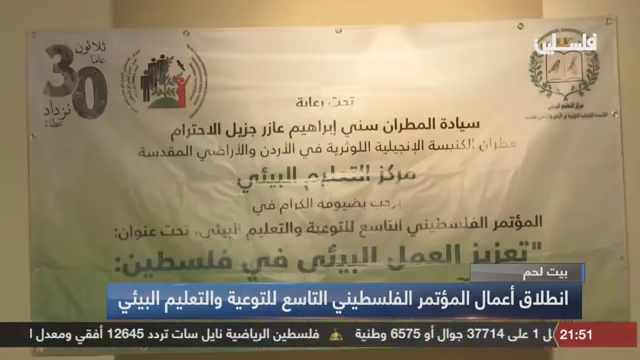 فلسطين
ثلاثون
عاما
30
نزداد
عطاء
مركز التعليم البيئي
تحت رعاية
سيادة المطران سني إبراهيم عازر جزيل الاحترام
مطران الكنيسة الإنجيلية اللوثرية في الأردن والأراضي المقدسة
مركز التعليم البيئي
يرحب بضيوفه الكرام في
المؤتمر الفلسطيني التاسع للتوعية والتعليم البيئي، تحت عنوان:
"تعزيز العمل البيئي في فلسطين:
بيت لحم
انطلاق أعمال المؤتمر الفلسطيني التاسع للتوعية والتعليم البيئي
21:51
ل 1 على 37714 جوال أو 6575 وطنية
فلسطين الرياضية نايل سات تردد 12645 أفقي ومعدل ا